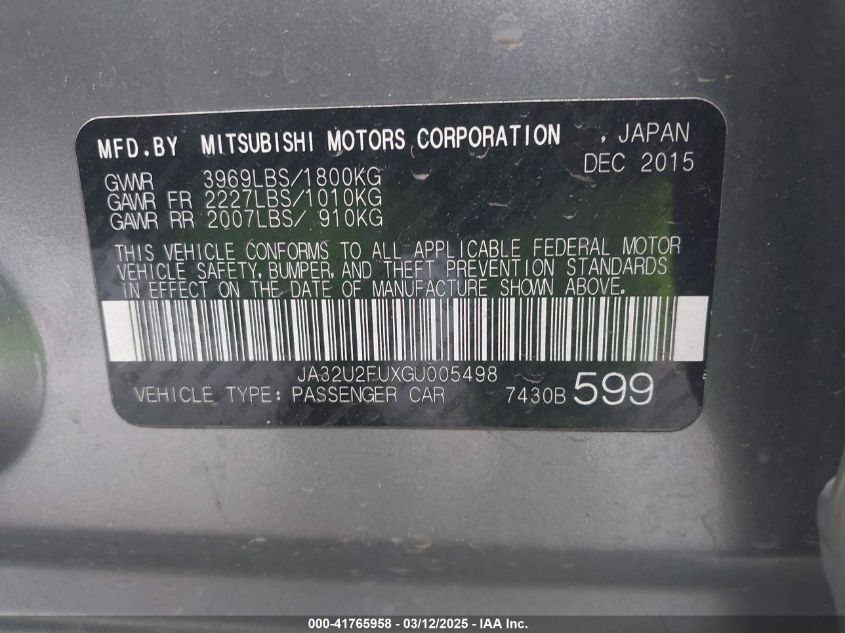 MFD.BY MITSUBISHI MOTORS CORPORATION , JAPAN
DEC 2015
GVWR 3969LBS/1800KG
GAWR FR 2227LBS/1010KG
GAWR RR 2007LBS/ 910KG
THIS VEHICLE CONFORMS TO ALL APPLICABLE FEDERAL MOTOR
VEHICLE SAFETY, BUMPER, AND THEFT PREVENTION STANDARDS
IN EFFECT ON THE DATE OF MANUFACTURE SHOWN ABOVE.
JA32U2FUXGU005498
VEHICLE TYPE: PASSENGER CAR 7430B 599
000-41765958 - 03/12/2025 - IAA Inc.